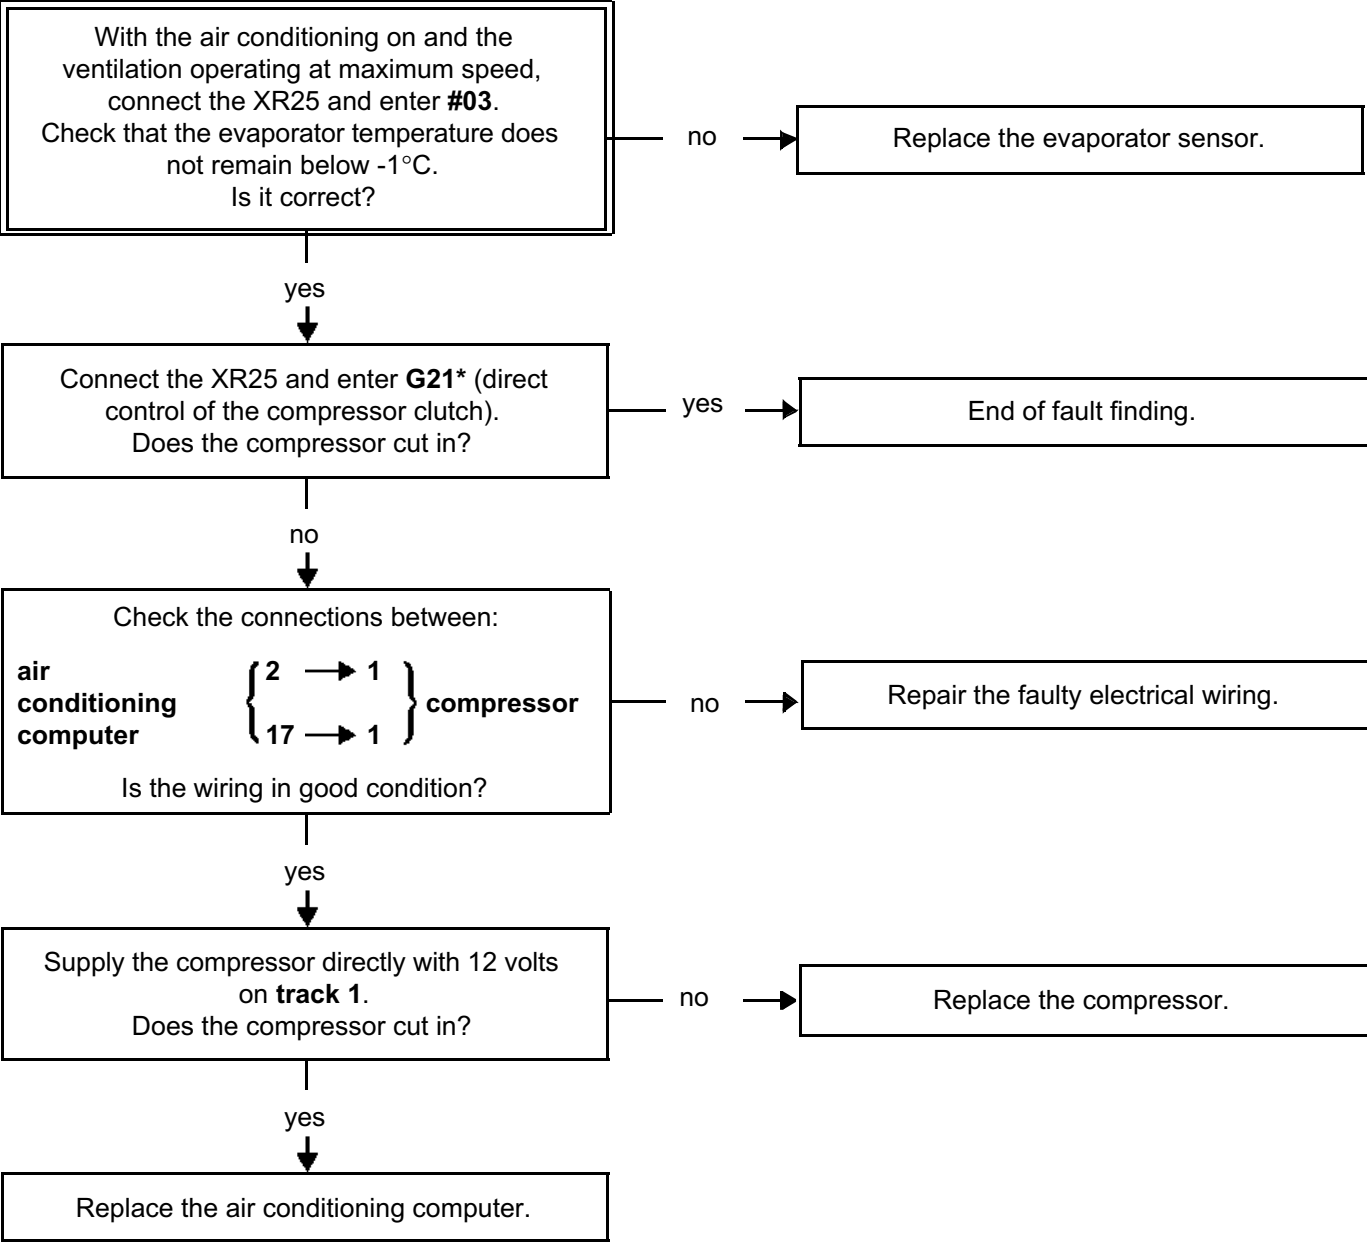 With the air conditioning on and the
ventilation operating at maximum speed,
connect the XR25 and enter #03.
Check that the evaporator temperature does
not remain below -1°C.
Is it correct?
no
Replace the evaporator sensor.
yes
Connect the XR25 and enter G21* (direct
control of the compressor clutch).
Does the compressor cut in?
yes
End of fault finding.
no
Check the connections between:
air
conditioning
computer
2 → 1
17 → 1
compressor
Is the wiring in good condition?
no
Repair the faulty electrical wiring.
yes
Supply the compressor directly with 12 volts
on track 1.
Does the compressor cut in?
no
Replace the compressor.
yes
Replace the air conditioning computer.